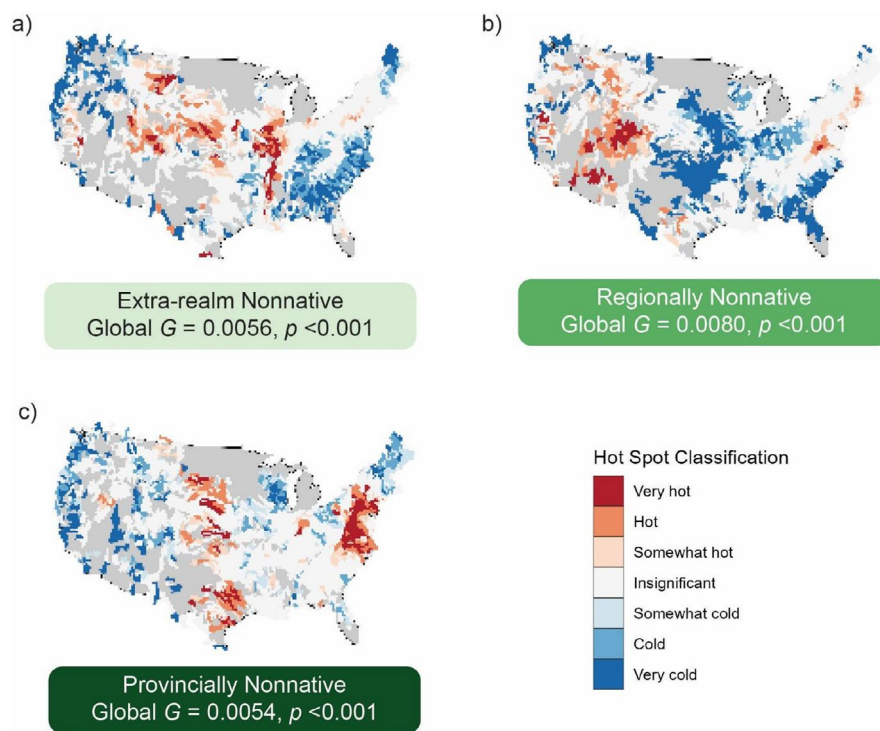 a)
b)
Extra-realm Nonnative
Global G = 0.0056, p <0.001
Regionally Nonnative
Global G = 0.0080, p <0.001
c)
Hot Spot Classification
Very hot
Hot
Somewhat hot
Insignificant
Somewhat cold
Cold
Very cold
Provincially Nonnative
Global G = 0.0054, p <0.001